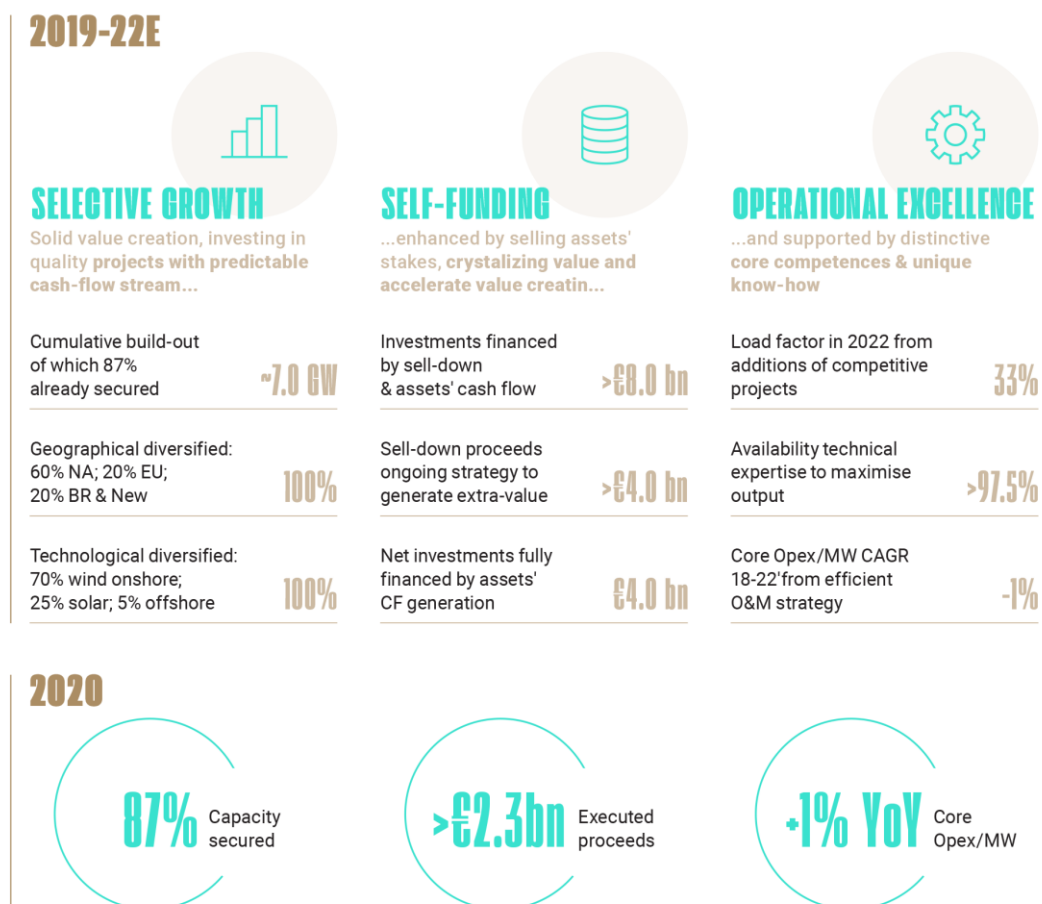 2019-22E
SELECTIVE GROWTH
Solid value creation, investing in
quality projects with predictable
cash-flow stream...
Cumulative build-out
of which 87%
already secured
~7.0 GW
Geographical diversified:
60% NA; 20% EU;
20% BR & New
100%
Technological diversified:
70% wind onshore;
25% solar; 5% offshore
100%
SELF-FUNDING
...enhanced by selling assets'
stakes, crystalizing value and
accelerate value creatin...
Investments financed
by sell-down
& assets' cash flow
>€8.0 bn
Sell-down proceeds
ongoing strategy to
generate extra-value
>€4.0 bn
Net investments fully
financed by assets'
CF generation
€4.0 bn
OPERATIONAL EXCELLENCE
...and supported by distinctive
core competences & unique
know-how
Load factor in 2022 from
additions of competitive
projects
33%
Availability technical
expertise to maximise
output
>97.5%
Core Opex/MW CAGR
18-22'from efficient
O&M strategy
-1%
2020
87%
Capacity
secured
>€2.3bn
Executed
proceeds
+1% YoY
Core
Opex/MW